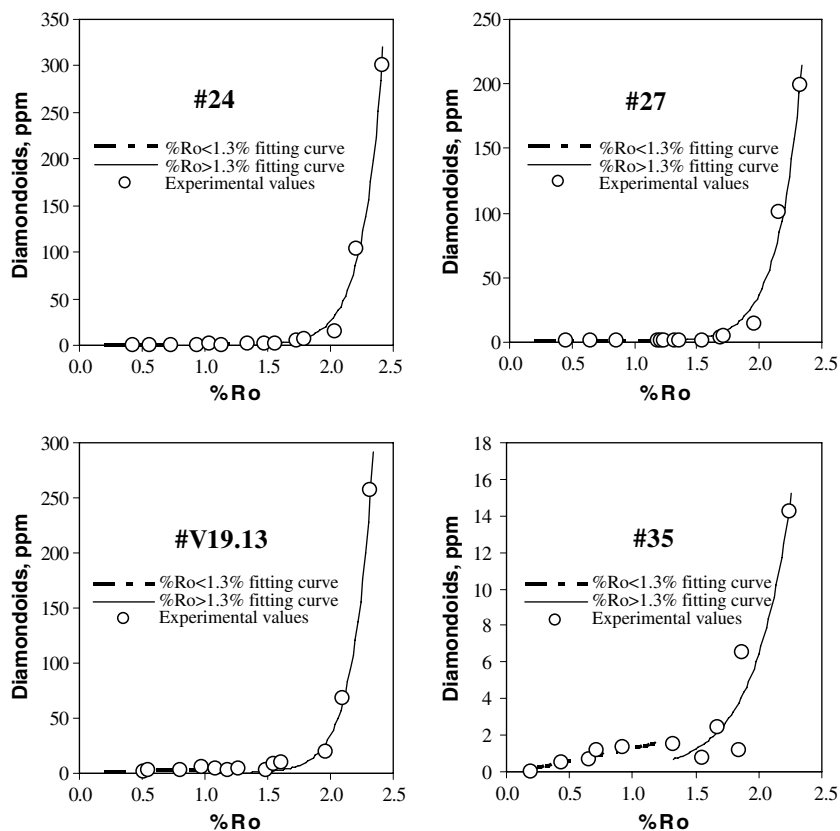 350
300
250
200
150
100
50
0
Diamondoids, ppm
#24
%Ro<1.3% fitting curve
%Ro>1.3% fitting curve
Experimental values
0.0 0.5 1.0 1.5 2.0 2.5
%Ro
250
200
150
100
50
0
Diamondoids, ppm
#27
%Ro<1.3% fitting curve
%Ro>1.3% fitting curve
Experimental values
0.0 0.5 1.0 1.5 2.0 2.5
%Ro
300
250
200
150
100
50
0
Diamondoids, ppm
#V19.13
%Ro<1.3% fitting curve
%Ro>1.3% fitting curve
Experimental values
0.0 0.5 1.0 1.5 2.0 2.5
%Ro
18
16
14
12
10
8
6
4
2
0
Diamondoids, ppm
#35
%Ro<1.3% fitting curve
%Ro>1.3% fitting curve
Experimental values
0.0 0.5 1.0 1.5 2.0 2.5
%Ro